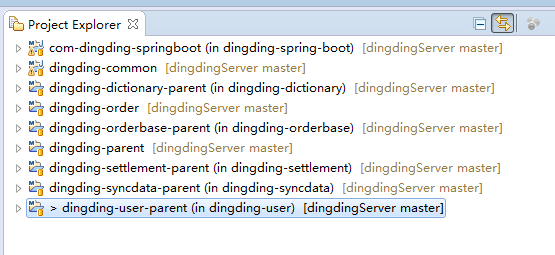 Project Explorer
com-dingding-springboot (in dingding-spring-boot) [dingdingServer master]
dingding-common [dingdingServer master]
dingding-dictionary-parent (in dingding-dictionary) [dingdingServer master]
dingding-order [dingdingServer master]
dingding-orderbase-parent (in dingding-orderbase) [dingdingServer master]
dingding-parent [dingdingServer master]
dingding-settlement-parent (in dingding-settlement) [dingdingServer master]
dingding-syncdata-parent (in dingding-syncdata) [dingdingServer master]
> dingding-user-parent (in dingding-user) [dingdingServer master]